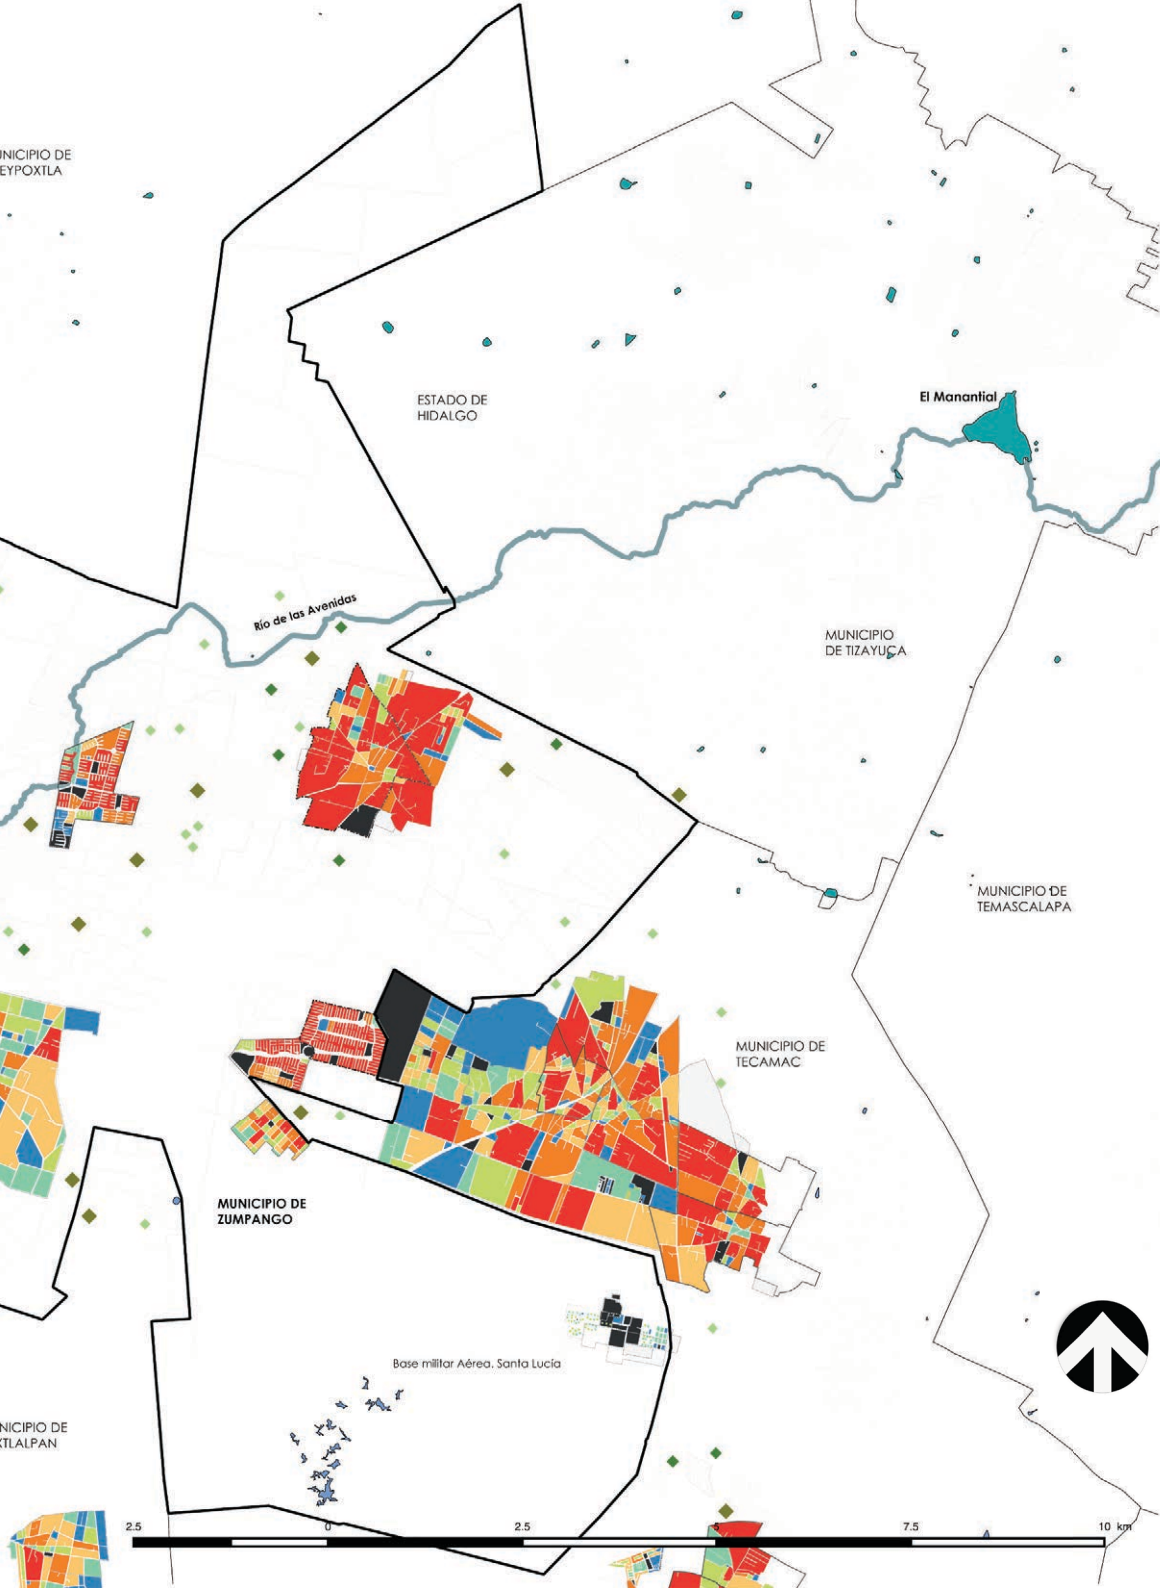 UNICIPIO DE
EYPOXTLA
ESTADO DE
HIDALGO
El Manantial
Río de las Avenidas
MUNICIPIO
DE TIZAYUCA
MUNICIPIO DE
TEMASCALAPA
MUNICIPIO DE
TECAMAC
MUNICIPIO DE
ZUMPANGO
Base militar Aérea. Santa Lucía
NICIPIO DE
XTLALPAN
2.5 0 2.5 5 7.5 10 km